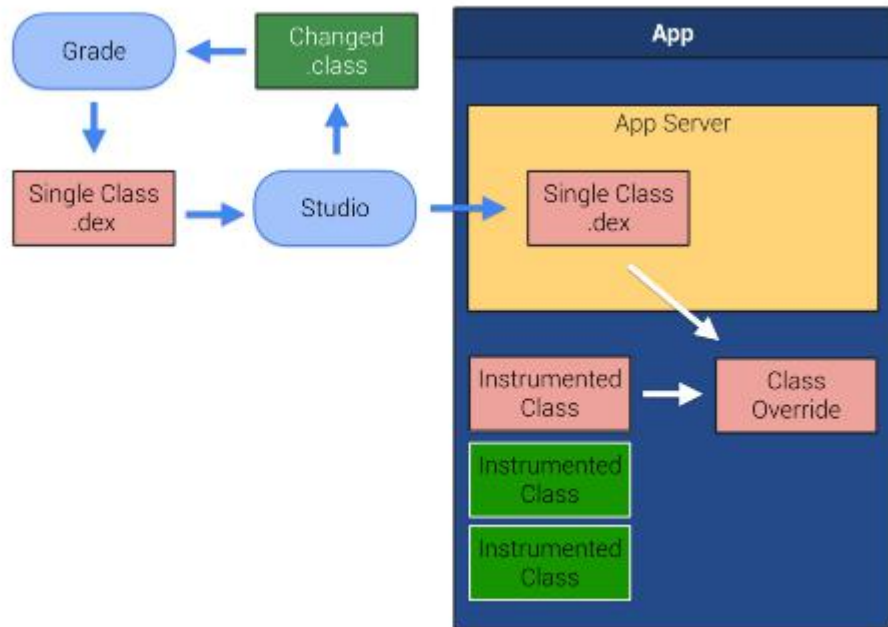 Grade
Changed
.class
App
App Server
Single Class
.dex
Studio
Single Class
.dex
Instrumented
Class
Class
Override
Instrumented
Class
Instrumented
Class